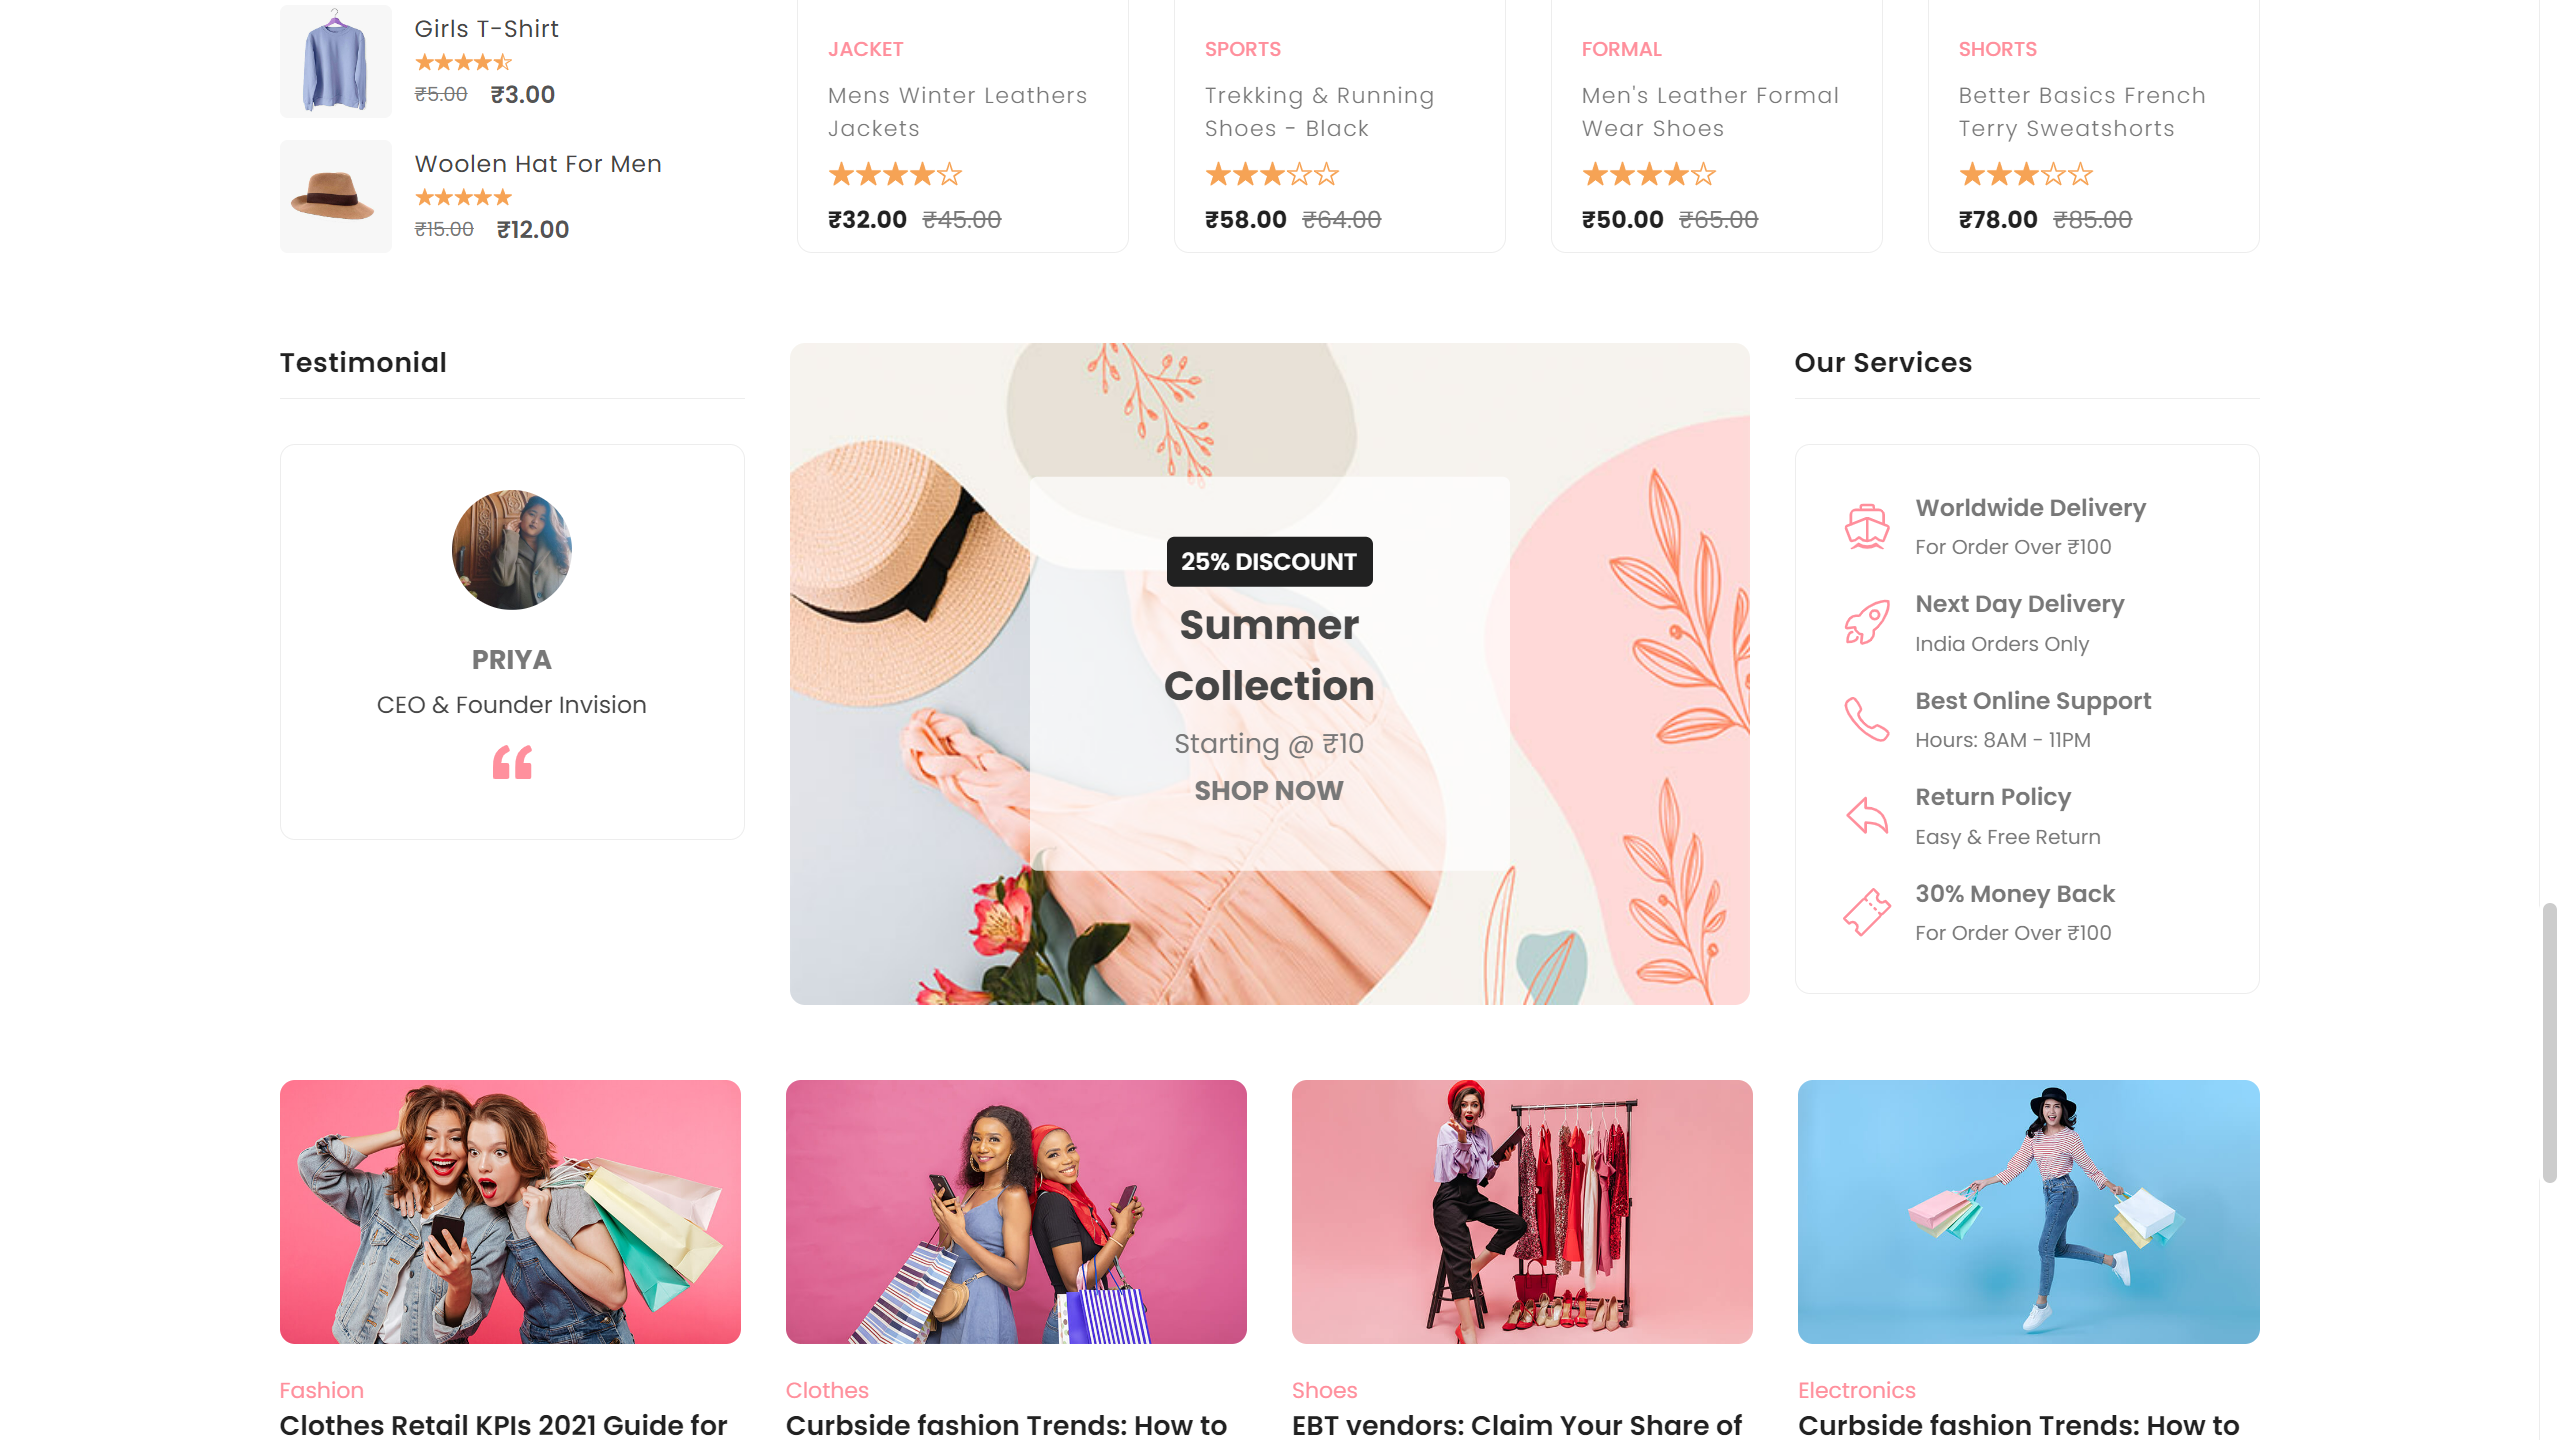 Girls T-Shirt
₹5.00 ₹3.00
Woolen Hat For Men
₹15.00 ₹12.00
JACKET
Mens Winter Leathers
Jackets
₹32.00 ₹45.00
SPORTS
Trekking & Running
Shoes - Black
₹58.00 ₹64.00
FORMAL
Men's Leather Formal
Wear Shoes
₹50.00 ₹65.00
SHORTS
Better Basics French
Terry Sweatshorts
₹78.00 ₹85.00
Testimonial
PRIYA
CEO & Founder Invision
25% DISCOUNT
Summer
Collection
Starting @ ₹10
SHOP NOW
Our Services
Worldwide Delivery
For Order Over ₹100
Next Day Delivery
India Orders Only
Best Online Support
Hours: 8AM - 11PM
Return Policy
Easy & Free Return
30% Money Back
For Order Over ₹100
Fashion
Clothes Retail KPIs 2021 Guide for
Clothes
Curbside fashion Trends: How to
Shoes
EBT vendors: Claim Your Share of
Electronics
Curbside fashion Trends: How to